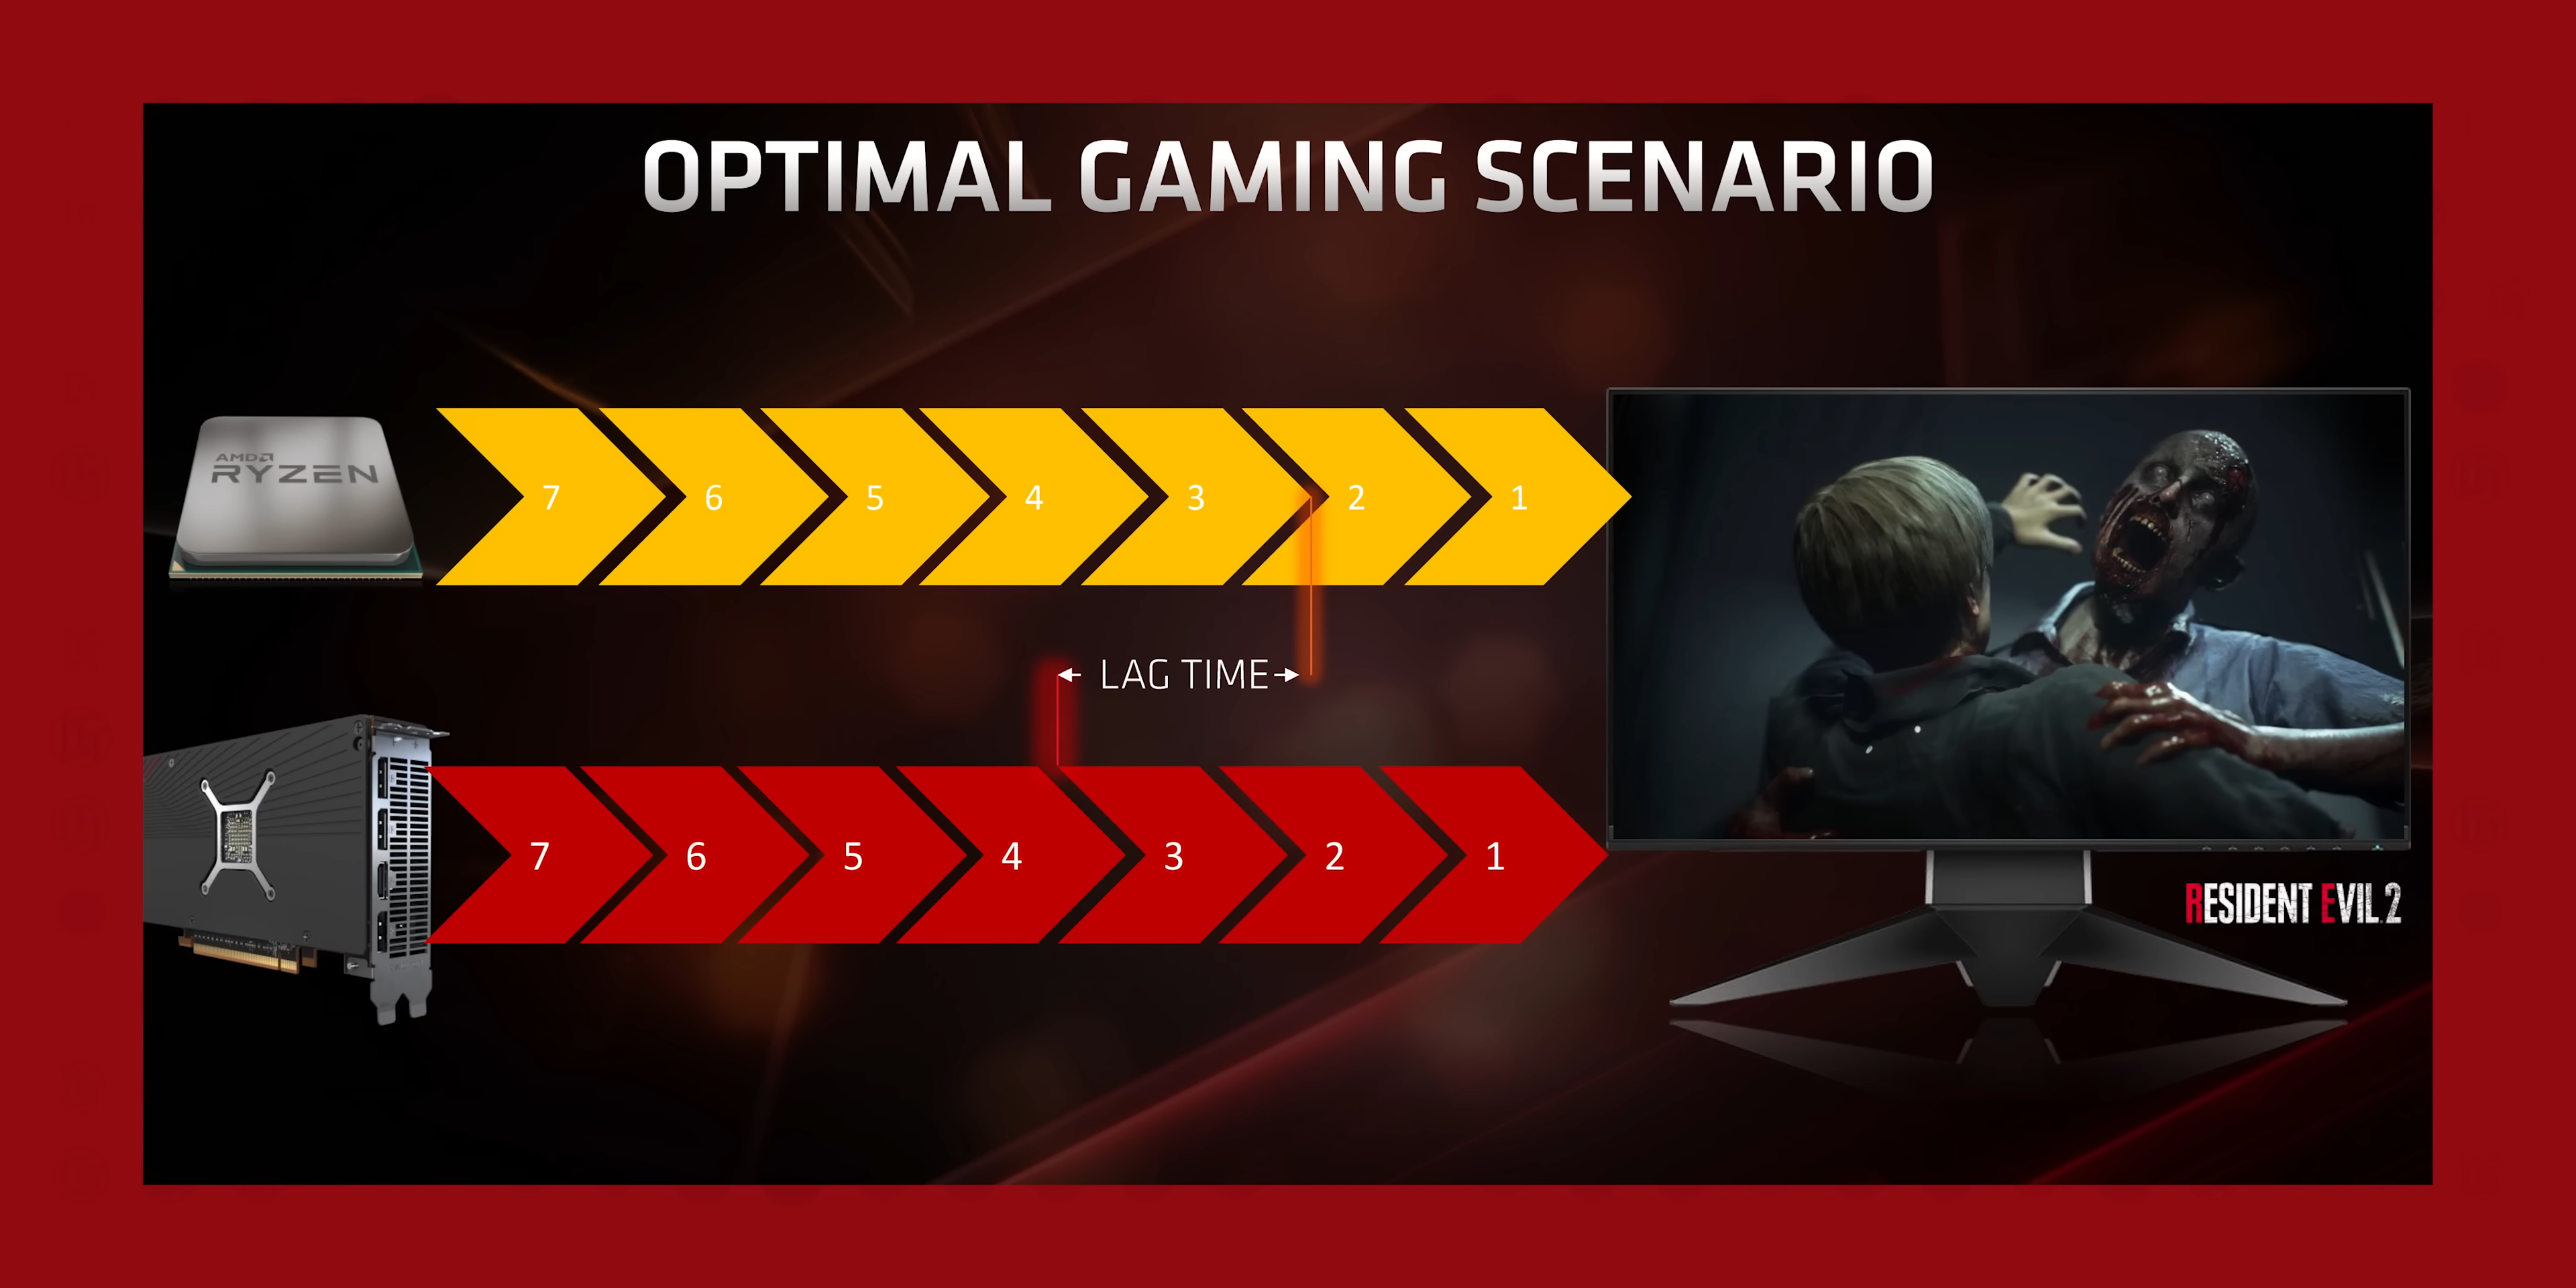 OPTIMAL GAMING SCENARIO
AMD
RYZEN
7 6 5 4 3 2 1
LAG TIME
7 6 5 4 3 2 1
RESIDENT EVIL 2